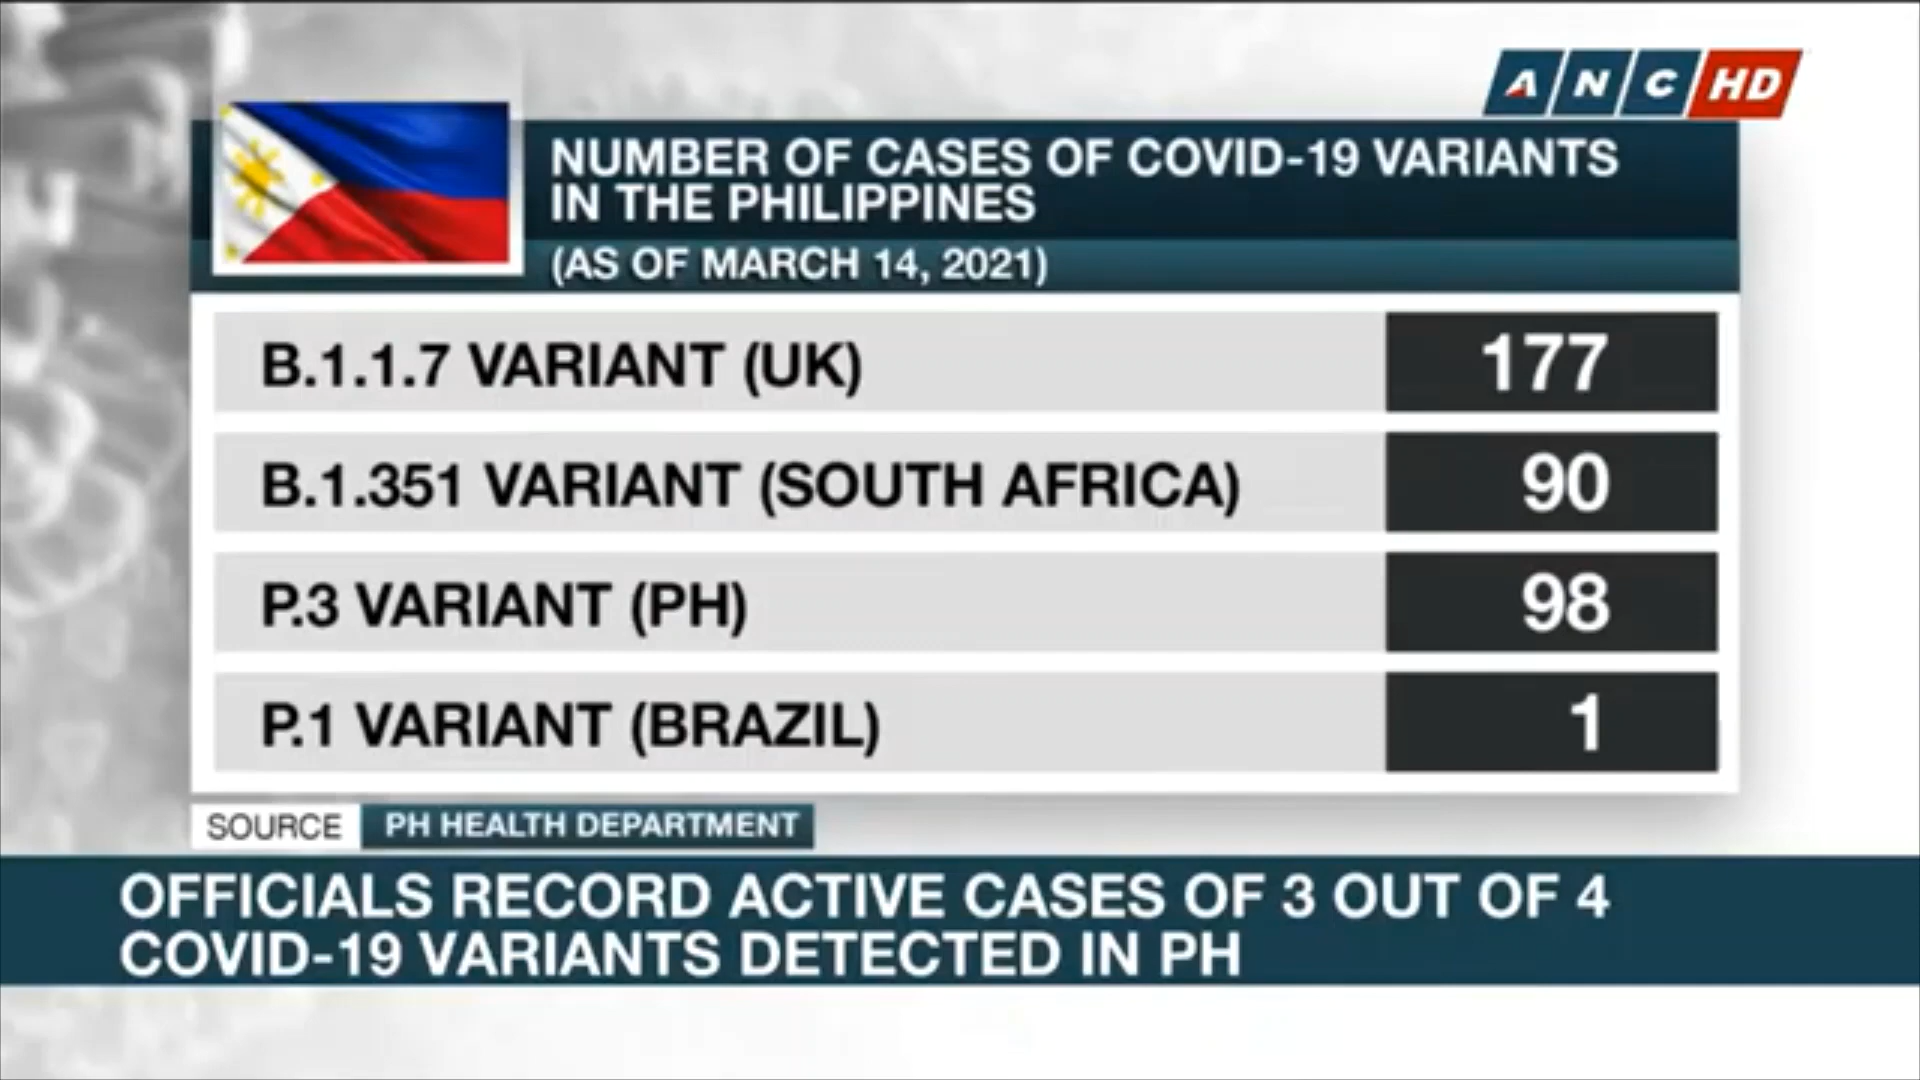 ANC HD
NUMBER OF CASES OF COVID-19 VARIANTS
IN THE PHILIPPINES
(AS OF MARCH 14, 2021)
B.1.1.7 VARIANT (UK) 177
B.1.351 VARIANT (SOUTH AFRICA) 90
P.3 VARIANT (PH) 98
P.1 VARIANT (BRAZIL) 1
SOURCE PH HEALTH DEPARTMENT
OFFICIALS RECORD ACTIVE CASES OF 3 OUT OF 4
COVID-19 VARIANTS DETECTED IN PH